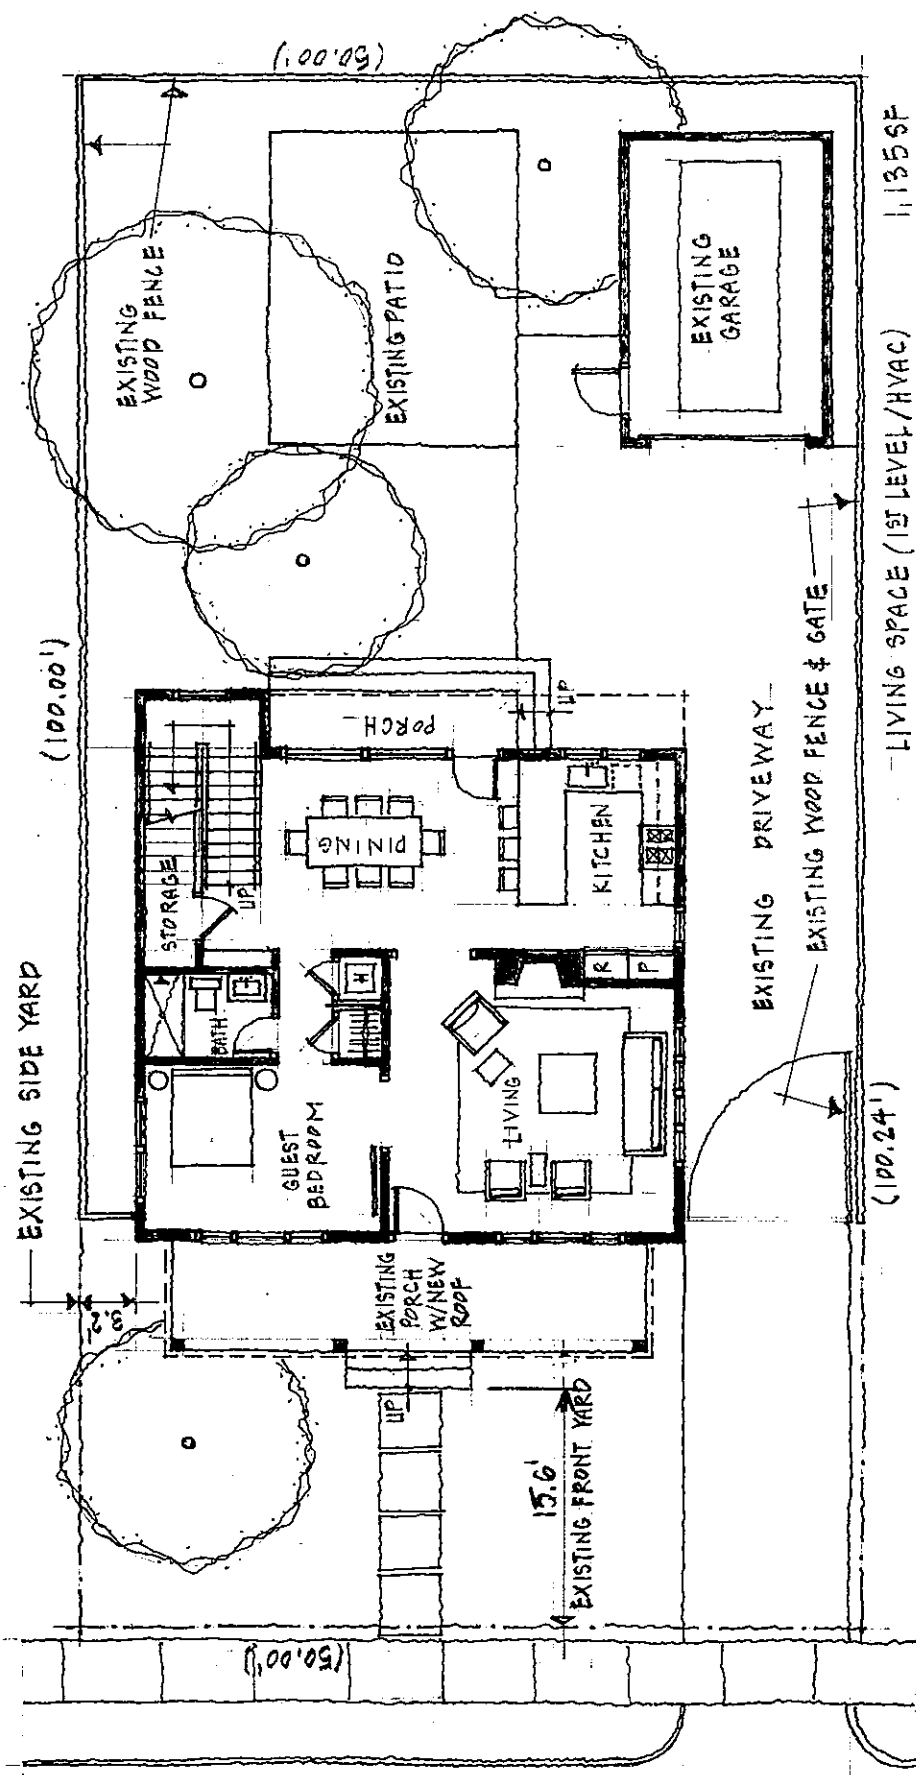 (50.00')
EXISTING
WOOD FENCE
EXISTING PATIO
EXISTING
GARAGE
1,135SF
(100.00')
PORCH
UP
STORAGE
UP
DINING
KITCHEN
R
P
H
BATH
EXISTING SIDE YARD
GUEST
BEDROOM
LIVING
EXISTING DRIVEWAY
EXISTING WOOD FENCE & GATE
LIVING SPACE (1ST LEVEL/HVAC)
(100.24')
3.2'
EXISTING
PORCH
W/NEW
ROOF
UP
15.6'
EXISTING FRONT YARD
(50.00')